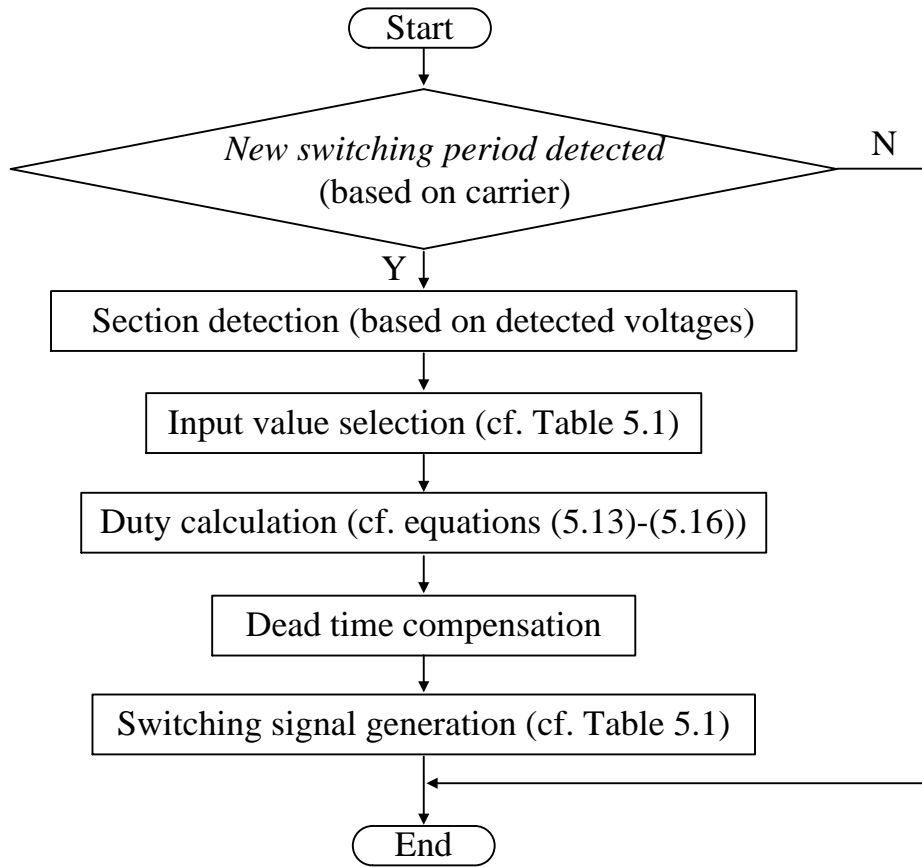 Start
New switching period detected
(based on carrier)
N
Y
Section detection (based on detected voltages)
Input value selection (cf. Table 5.1)
Duty calculation (cf. equations (5.13)-(5.16))
Dead time compensation
Switching signal generation (cf. Table 5.1)
End